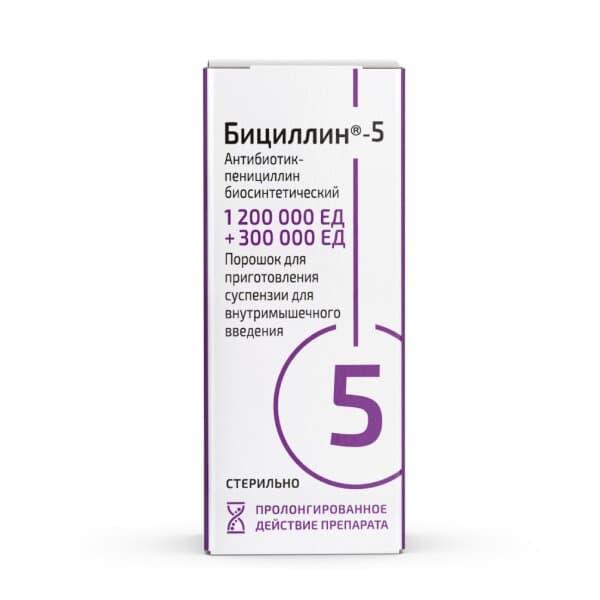 Бициллин®-5
Антибиотик-
пенициллин
биосинтетический
1 200 000 ЕД
+ 300 000 ЕД
Порошок для
приготовления
суспензии для
внутримышечного
введения
5
СТЕРИЛЬНО
ПРОЛОНГИРОВАННОЕ
ДЕЙСТВИЕ ПРЕПАРАТА